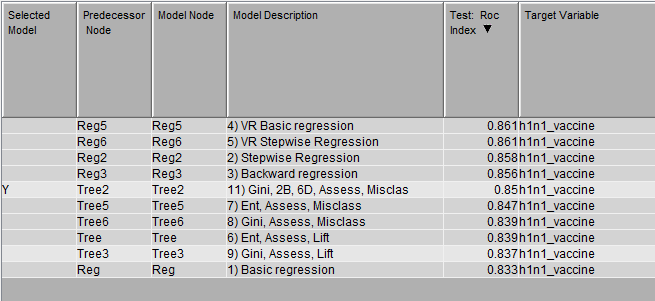 Selected Model Predecessor Node Model Node Model Description Test: Roc Index ▼ Target Variable
Reg5 Reg5 4) VR Basic regression 0.861 h1n1_vaccine
Reg6 Reg6 5) VR Stepwise Regression 0.861 h1n1_vaccine
Reg2 Reg2 2) Stepwise Regression 0.858 h1n1_vaccine
Reg3 Reg3 3) Backward regression 0.856 h1n1_vaccine
Y Tree2 Tree2 11) Gini, 2B, 6D, Assess, Misclas 0.85 h1n1_vaccine
Tree5 Tree5 7) Ent, Assess, Misclass 0.847 h1n1_vaccine
Tree6 Tree6 8) Gini, Assess, Misclass 0.839 h1n1_vaccine
Tree Tree 6) Ent, Assess, Lift 0.839 h1n1_vaccine
Tree3 Tree3 9) Gini, Assess, Lift 0.837 h1n1_vaccine
Reg Reg 1) Basic regression 0.833 h1n1_vaccine